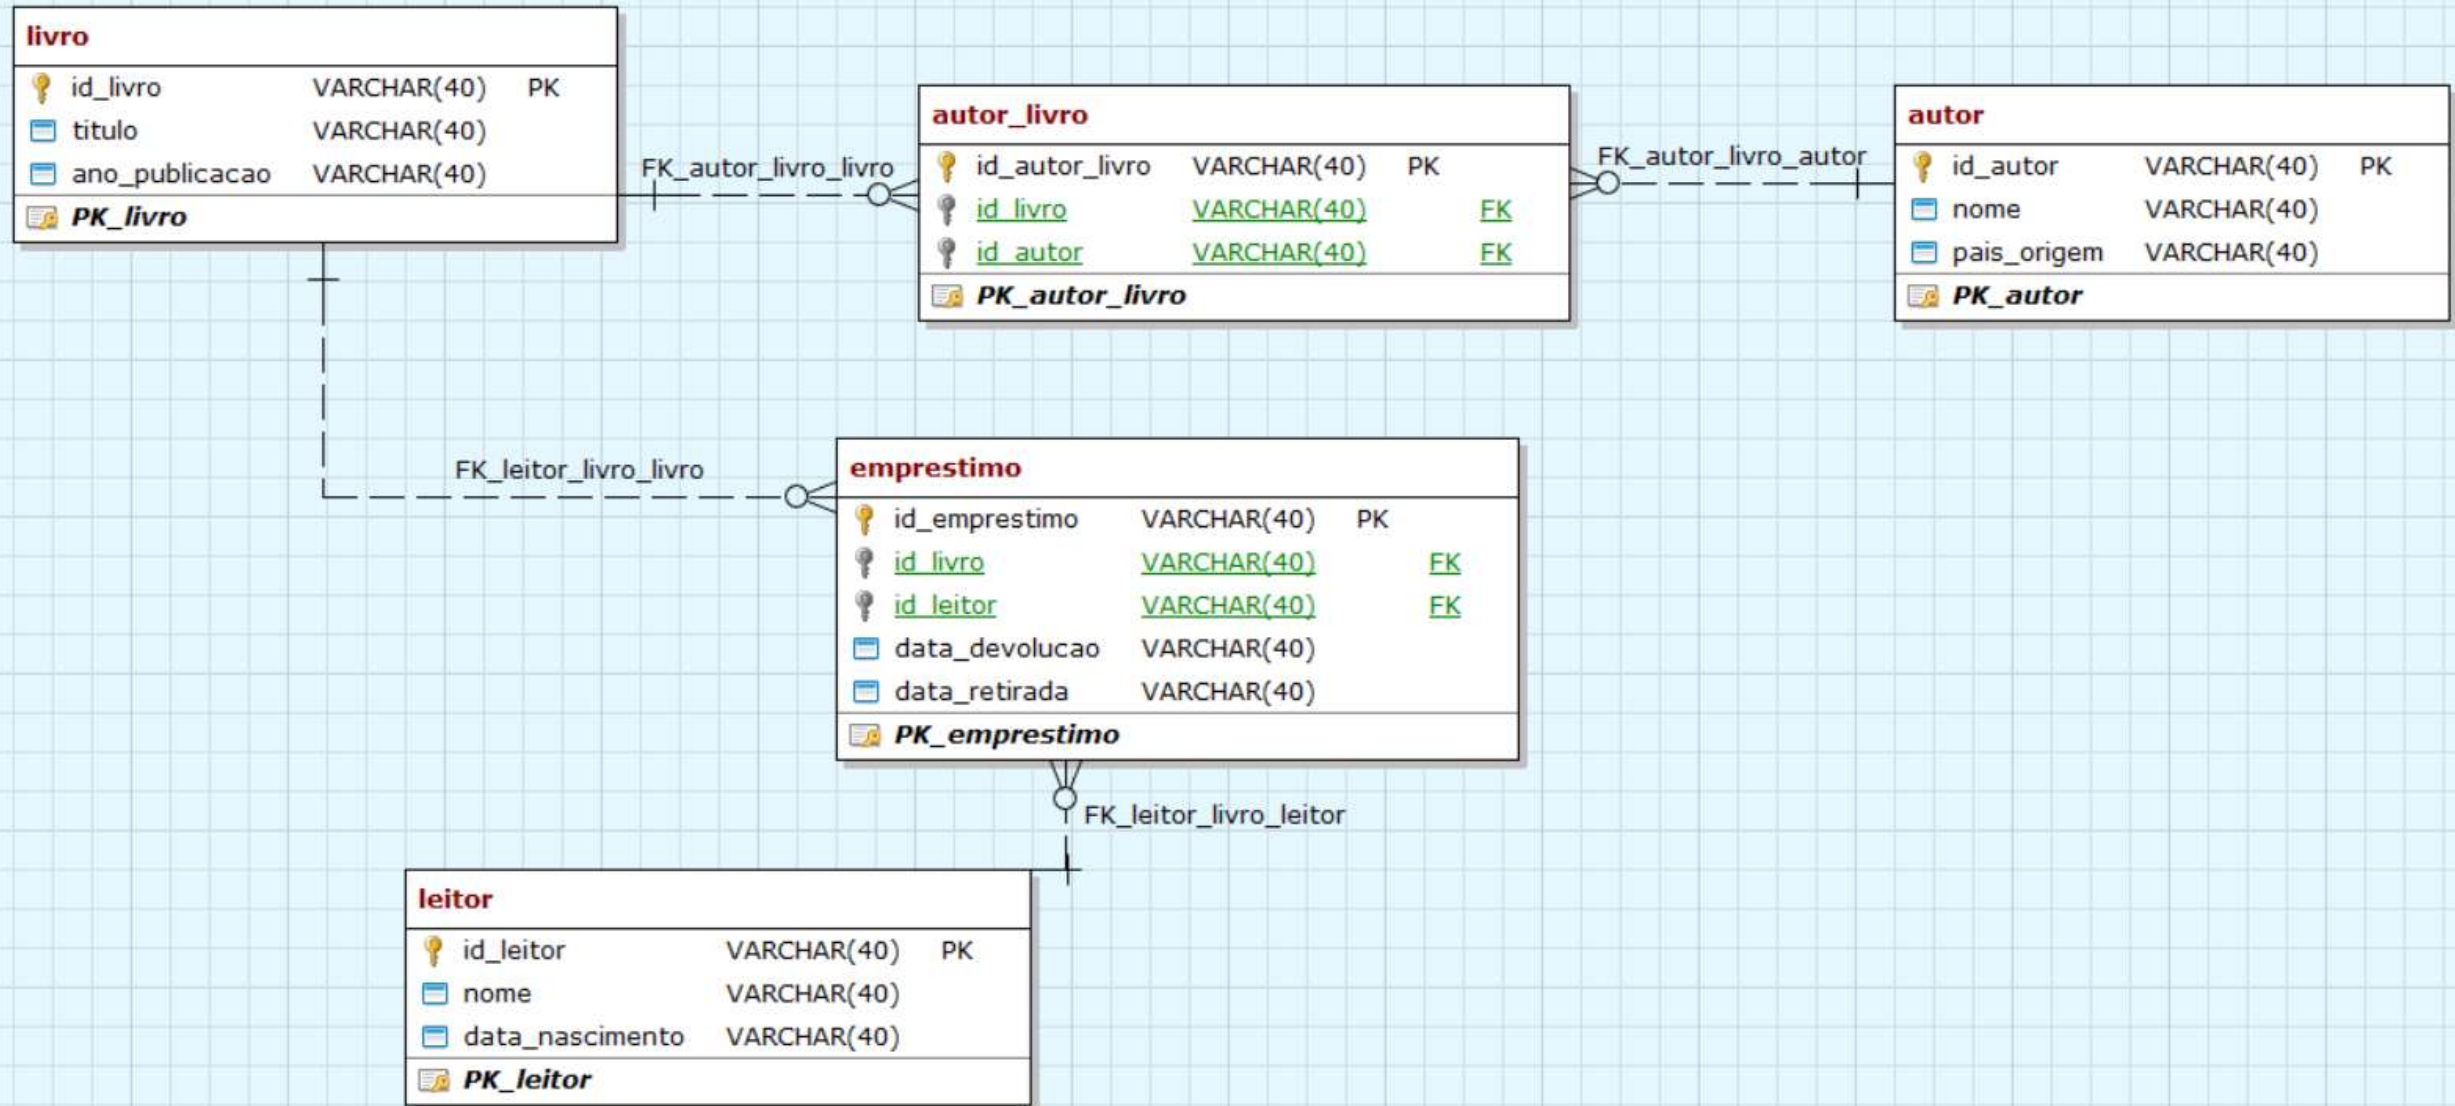 livro
id_livro VARCHAR(40) PK
titulo VARCHAR(40)
ano_publicacao VARCHAR(40)
PK_livro
FK_autor_livro_livro
autor_livro
id_autor_livro VARCHAR(40) PK
id_livro VARCHAR(40) FK
id_autor VARCHAR(40) FK
PK_autor_livro
FK_autor_livro_autor
autor
id_autor VARCHAR(40) PK
nome VARCHAR(40)
pais_origem VARCHAR(40)
PK_autor
FK_leitor_livro_livro
emprestimo
id_emprestimo VARCHAR(40) PK
id_livro VARCHAR(40) FK
id_leitor VARCHAR(40) FK
data_devolucao VARCHAR(40)
data_retirada VARCHAR(40)
PK_emprestimo
FK_leitor_livro_leitor
leitor
id_leitor VARCHAR(40) PK
nome VARCHAR(40)
data_nascimento VARCHAR(40)
PK_leitor